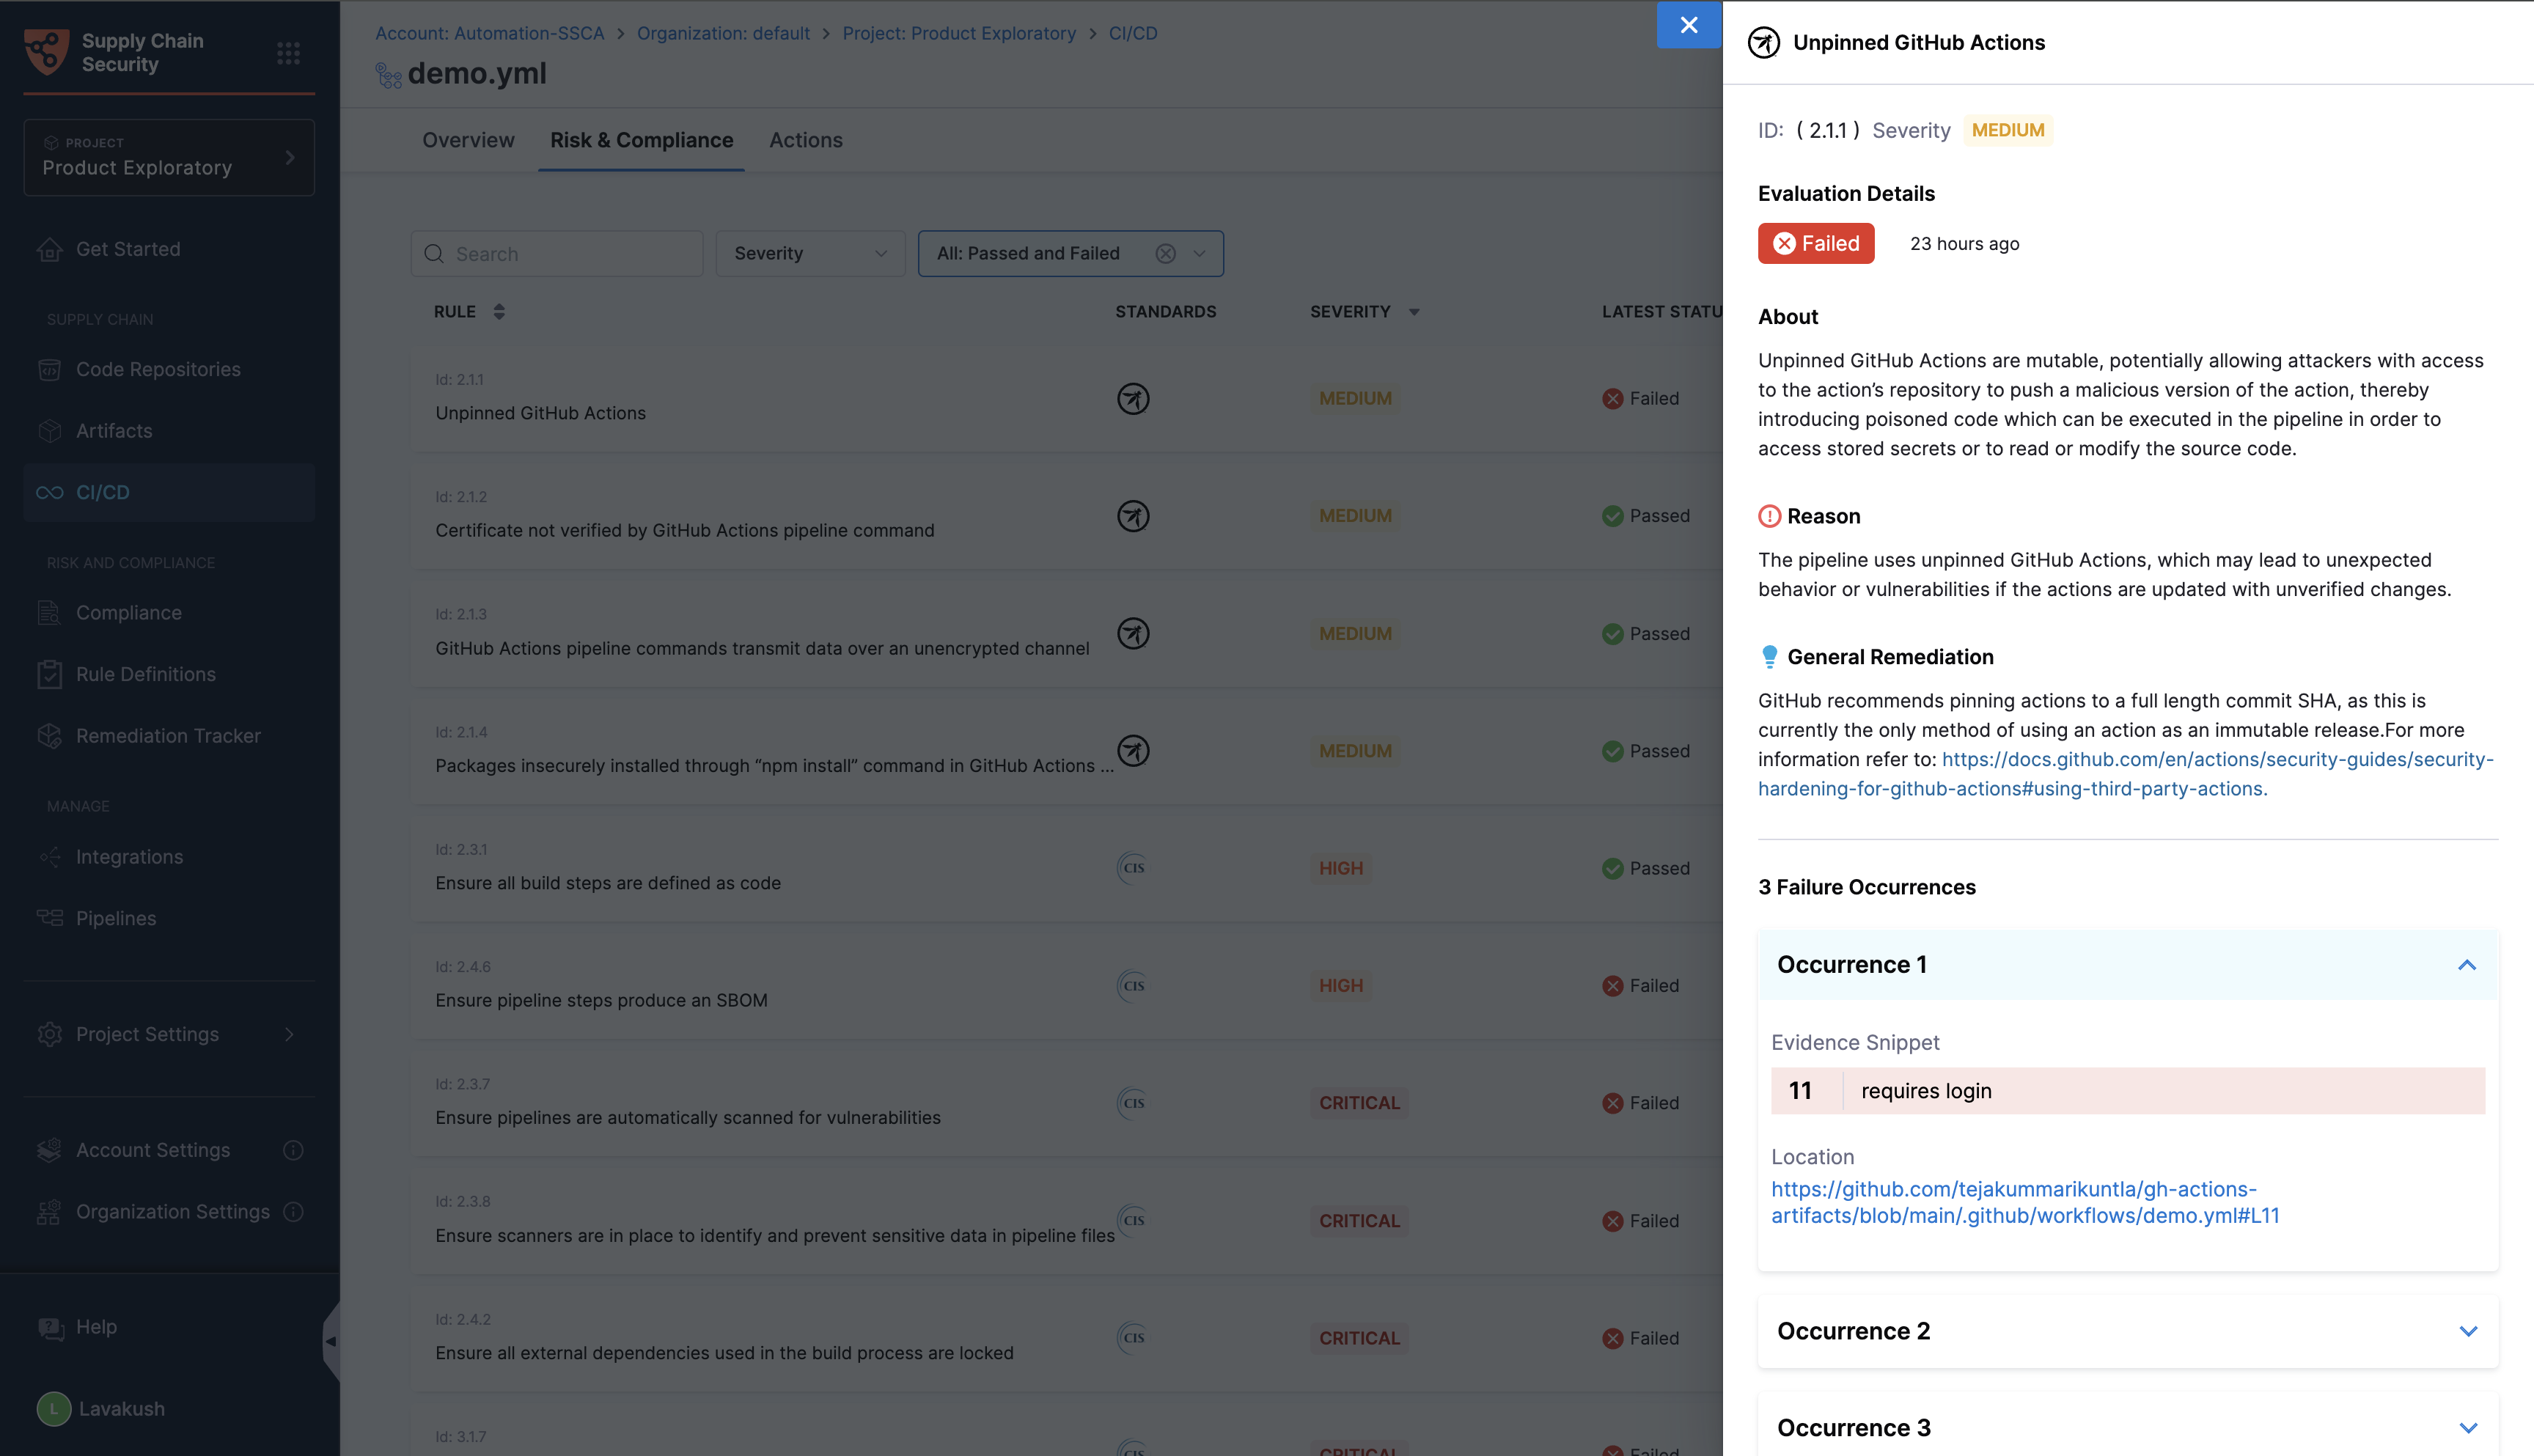 Supply Chain
Security
PROJECT
Product Exploratory
Get Started
SUPPLY CHAIN
Code Repositories
Artifacts
CI/CD
RISK AND COMPLIANCE
Compliance
Rule Definitions
Remediation Tracker
MANAGE
Integrations
Pipelines
Project Settings
Account Settings
Organization Settings
Help
L
Lavakush
Account: Automation-SSCA > Organization: default > Project: Product Exploratory > CI/CD
demo.yml
Overview Risk & Compliance Actions
Search Severity All: Passed and Failed
RULE STANDARDS SEVERITY LATEST STATU
Id: 2.1.1
Unpinned GitHub Actions MEDIUM Failed
Id: 2.1.2
Certificate not verified by GitHub Actions pipeline command MEDIUM Passed
Id: 2.1.3
GitHub Actions pipeline commands transmit data over an unencrypted channel MEDIUM Passed
Id: 2.1.4
Packages insecurely installed through “npm install” command in GitHub Actions ... MEDIUM Passed
Id: 2.3.1
Ensure all build steps are defined as code CIS HIGH Passed
Id: 2.4.6
Ensure pipeline steps produce an SBOM CIS HIGH Failed
Id: 2.3.7
Ensure pipelines are automatically scanned for vulnerabilities CIS CRITICAL Failed
Id: 2.3.8
Ensure scanners are in place to identify and prevent sensitive data in pipeline files CIS CRITICAL Failed
Id: 2.4.2
Ensure all external dependencies used in the build process are locked CIS CRITICAL Failed
Id: 3.1.7
CIS CRITICAL Failed
Unpinned GitHub Actions
ID: ( 2.1.1 ) Severity MEDIUM
Evaluation Details
Failed 23 hours ago
About
Unpinned GitHub Actions are mutable, potentially allowing attackers with access
to the action’s repository to push a malicious version of the action, thereby
introducing poisoned code which can be executed in the pipeline in order to
access stored secrets or to read or modify the source code.
Reason
The pipeline uses unpinned GitHub Actions, which may lead to unexpected
behavior or vulnerabilities if the actions are updated with unverified changes.
General Remediation
GitHub recommends pinning actions to a full length commit SHA, as this is
currently the only method of using an action as an immutable release.For more
information refer to: https://docs.github.com/en/actions/security-guides/security-
hardening-for-github-actions#using-third-party-actions.
3 Failure Occurrences
Occurrence 1
Evidence Snippet
11 requires login
Location
https://github.com/tejakummarikuntla/gh-actions-
artifacts/blob/main/.github/workflows/demo.yml#L11
Occurrence 2
Occurrence 3